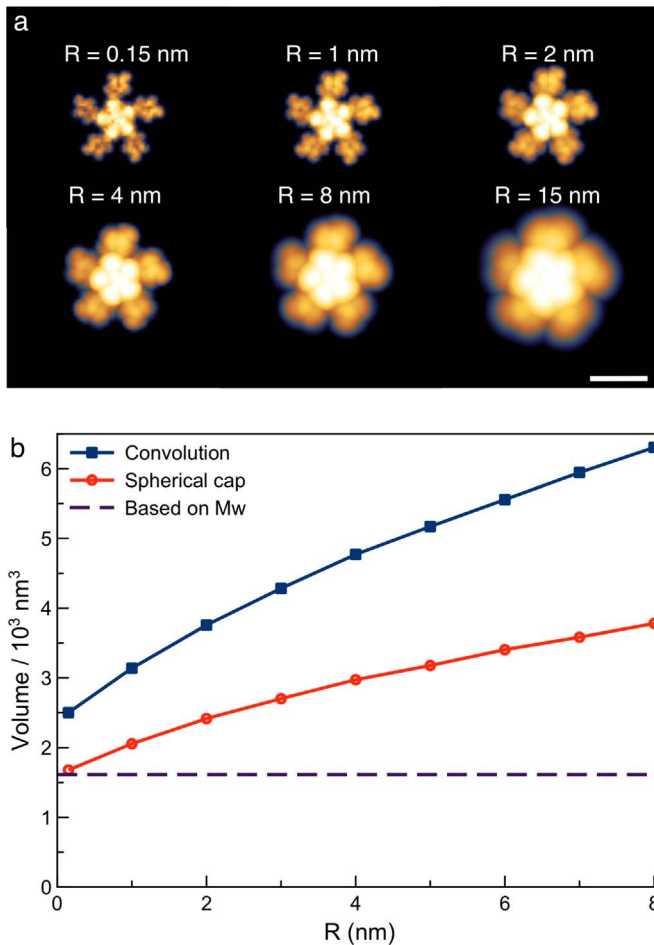 a
R = 0.15 nm R = 1 nm R = 2 nm
R = 4 nm R = 8 nm R = 15 nm
b
Convolution
Spherical cap
Based on Mw
Volume / 10³ nm³
6
5
4
3
2
1
0
0 2 4 6 8
R (nm)